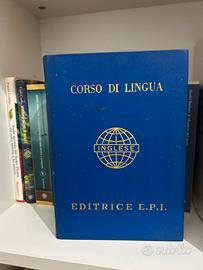 CORSO DI LINGUA
INGLESE
EDITRICE L.P.I.
subito